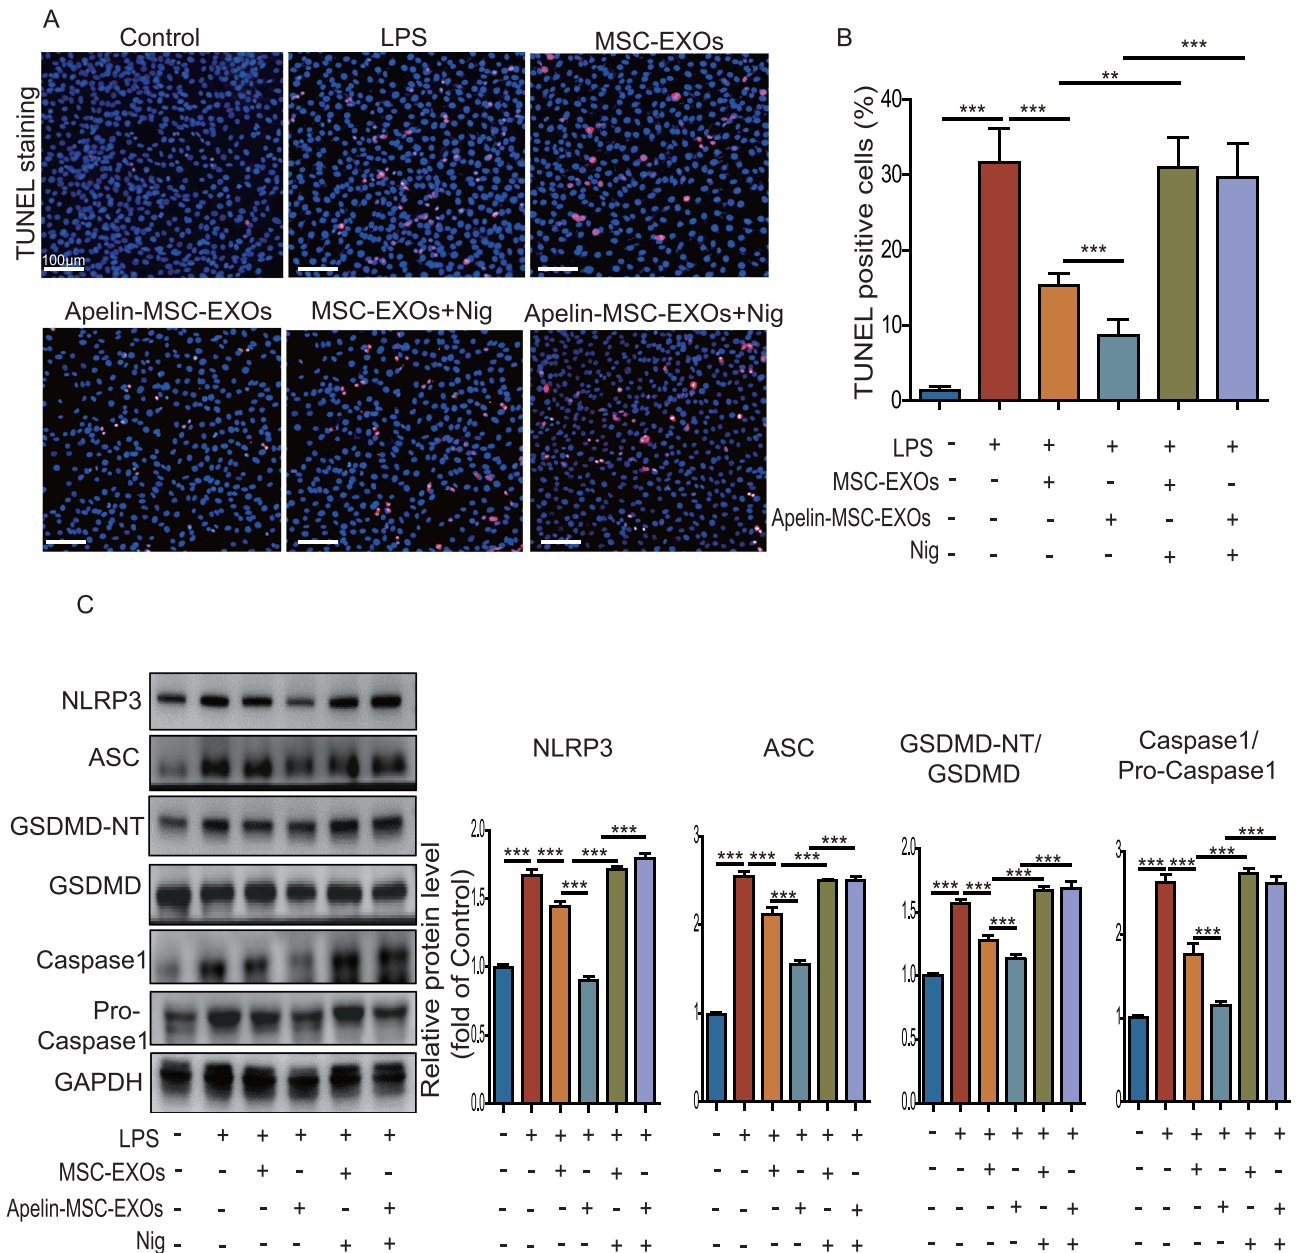 A
Control
LPS
MSC-EXOs
TUNEL staining
100μm
Apelin-MSC-EXOs
MSC-EXOs+Nig
Apelin-MSC-EXOs+Nig
B
TUNEL positive cells (%)
40
30
20
10
0
***
***
***
**
***
LPS - + + + + +
MSC-EXOs - - + - + -
Apelin-MSC-EXOs - - - + - +
Nig - - - - + +
C
NLRP3
ASC
GSDMD-NT
GSDMD
Caspase1
Pro-
Caspase1
GAPDH
LPS - + + + + +
MSC-EXOs - - + - + -
Apelin-MSC-EXOs - - - + - +
Nig - - - - + +
Relative protein level
(fold of Control)
NLRP3
2.0
1.5
1.0
0.5
0.0
*** *** *** *** ***
- + + + + +
- - + - + -
- - - + - +
- - - - + +
ASC
3
2
1
0
*** *** *** *** ***
- + + + + +
- - + - + -
- - - + - +
- - - - + +
GSDMD-NT/
GSDMD
2.0
1.5
1.0
0.5
0.0
*** *** *** *** ***
- + + + + +
- - + - + -
- - - + - +
- - - - + +
Caspase1/
Pro-Caspase1
3
2
1
0
*** *** *** *** ***
- + + + + +
- - + - + -
- - - + - +
- - - - + +